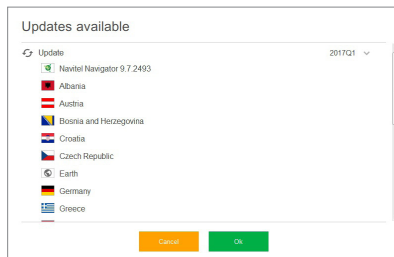 Updates available
Update 2017Q1
Navitel Navigator 9.7.2493
Albania
Austria
Bosnia and Herzegovina
Croatia
Czech Republic
Earth
Germany
Greece
Cancel Ok